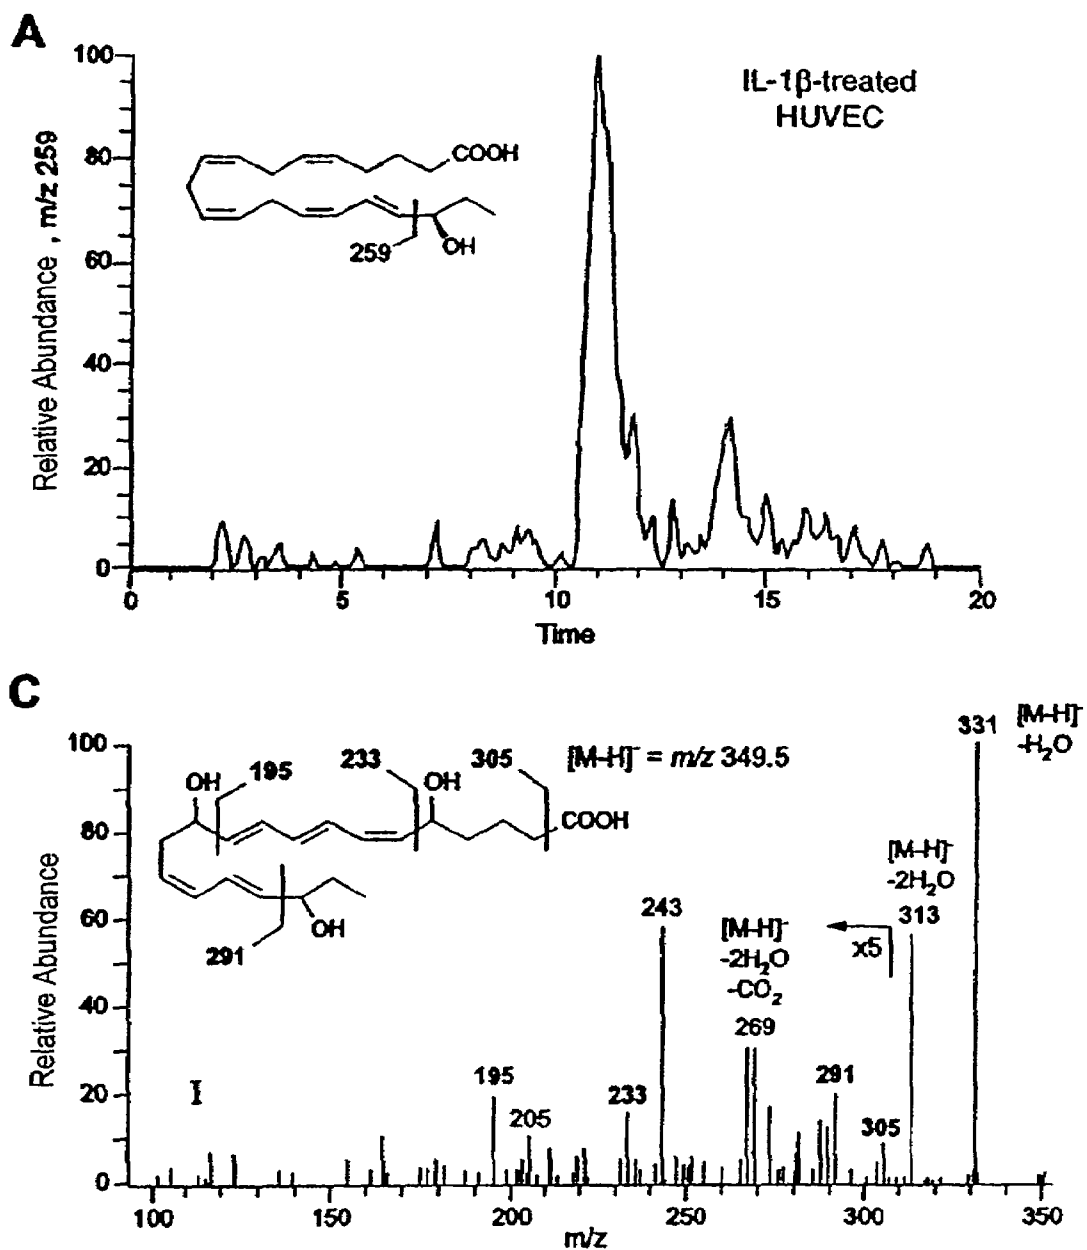 A
IL-1β-treated
HUVEC
Relative Abundance, m/z 259
100
80
60
40
20
0
COOH
OH
259
0 5 10 15 20
Time
C
[M-H]⁻ = m/z 349.5
331
[M-H]⁻
-H₂O
Relative Abundance
100
80
60
40
20
0
OH
195
233
OH
305
COOH
OH
291
[M-H]⁻
-2H₂O
313
x5
243
[M-H]⁻
-2H₂O
-CO₂
269
I
195
205
233
291
305
100 150 200 250 300 350
m/z